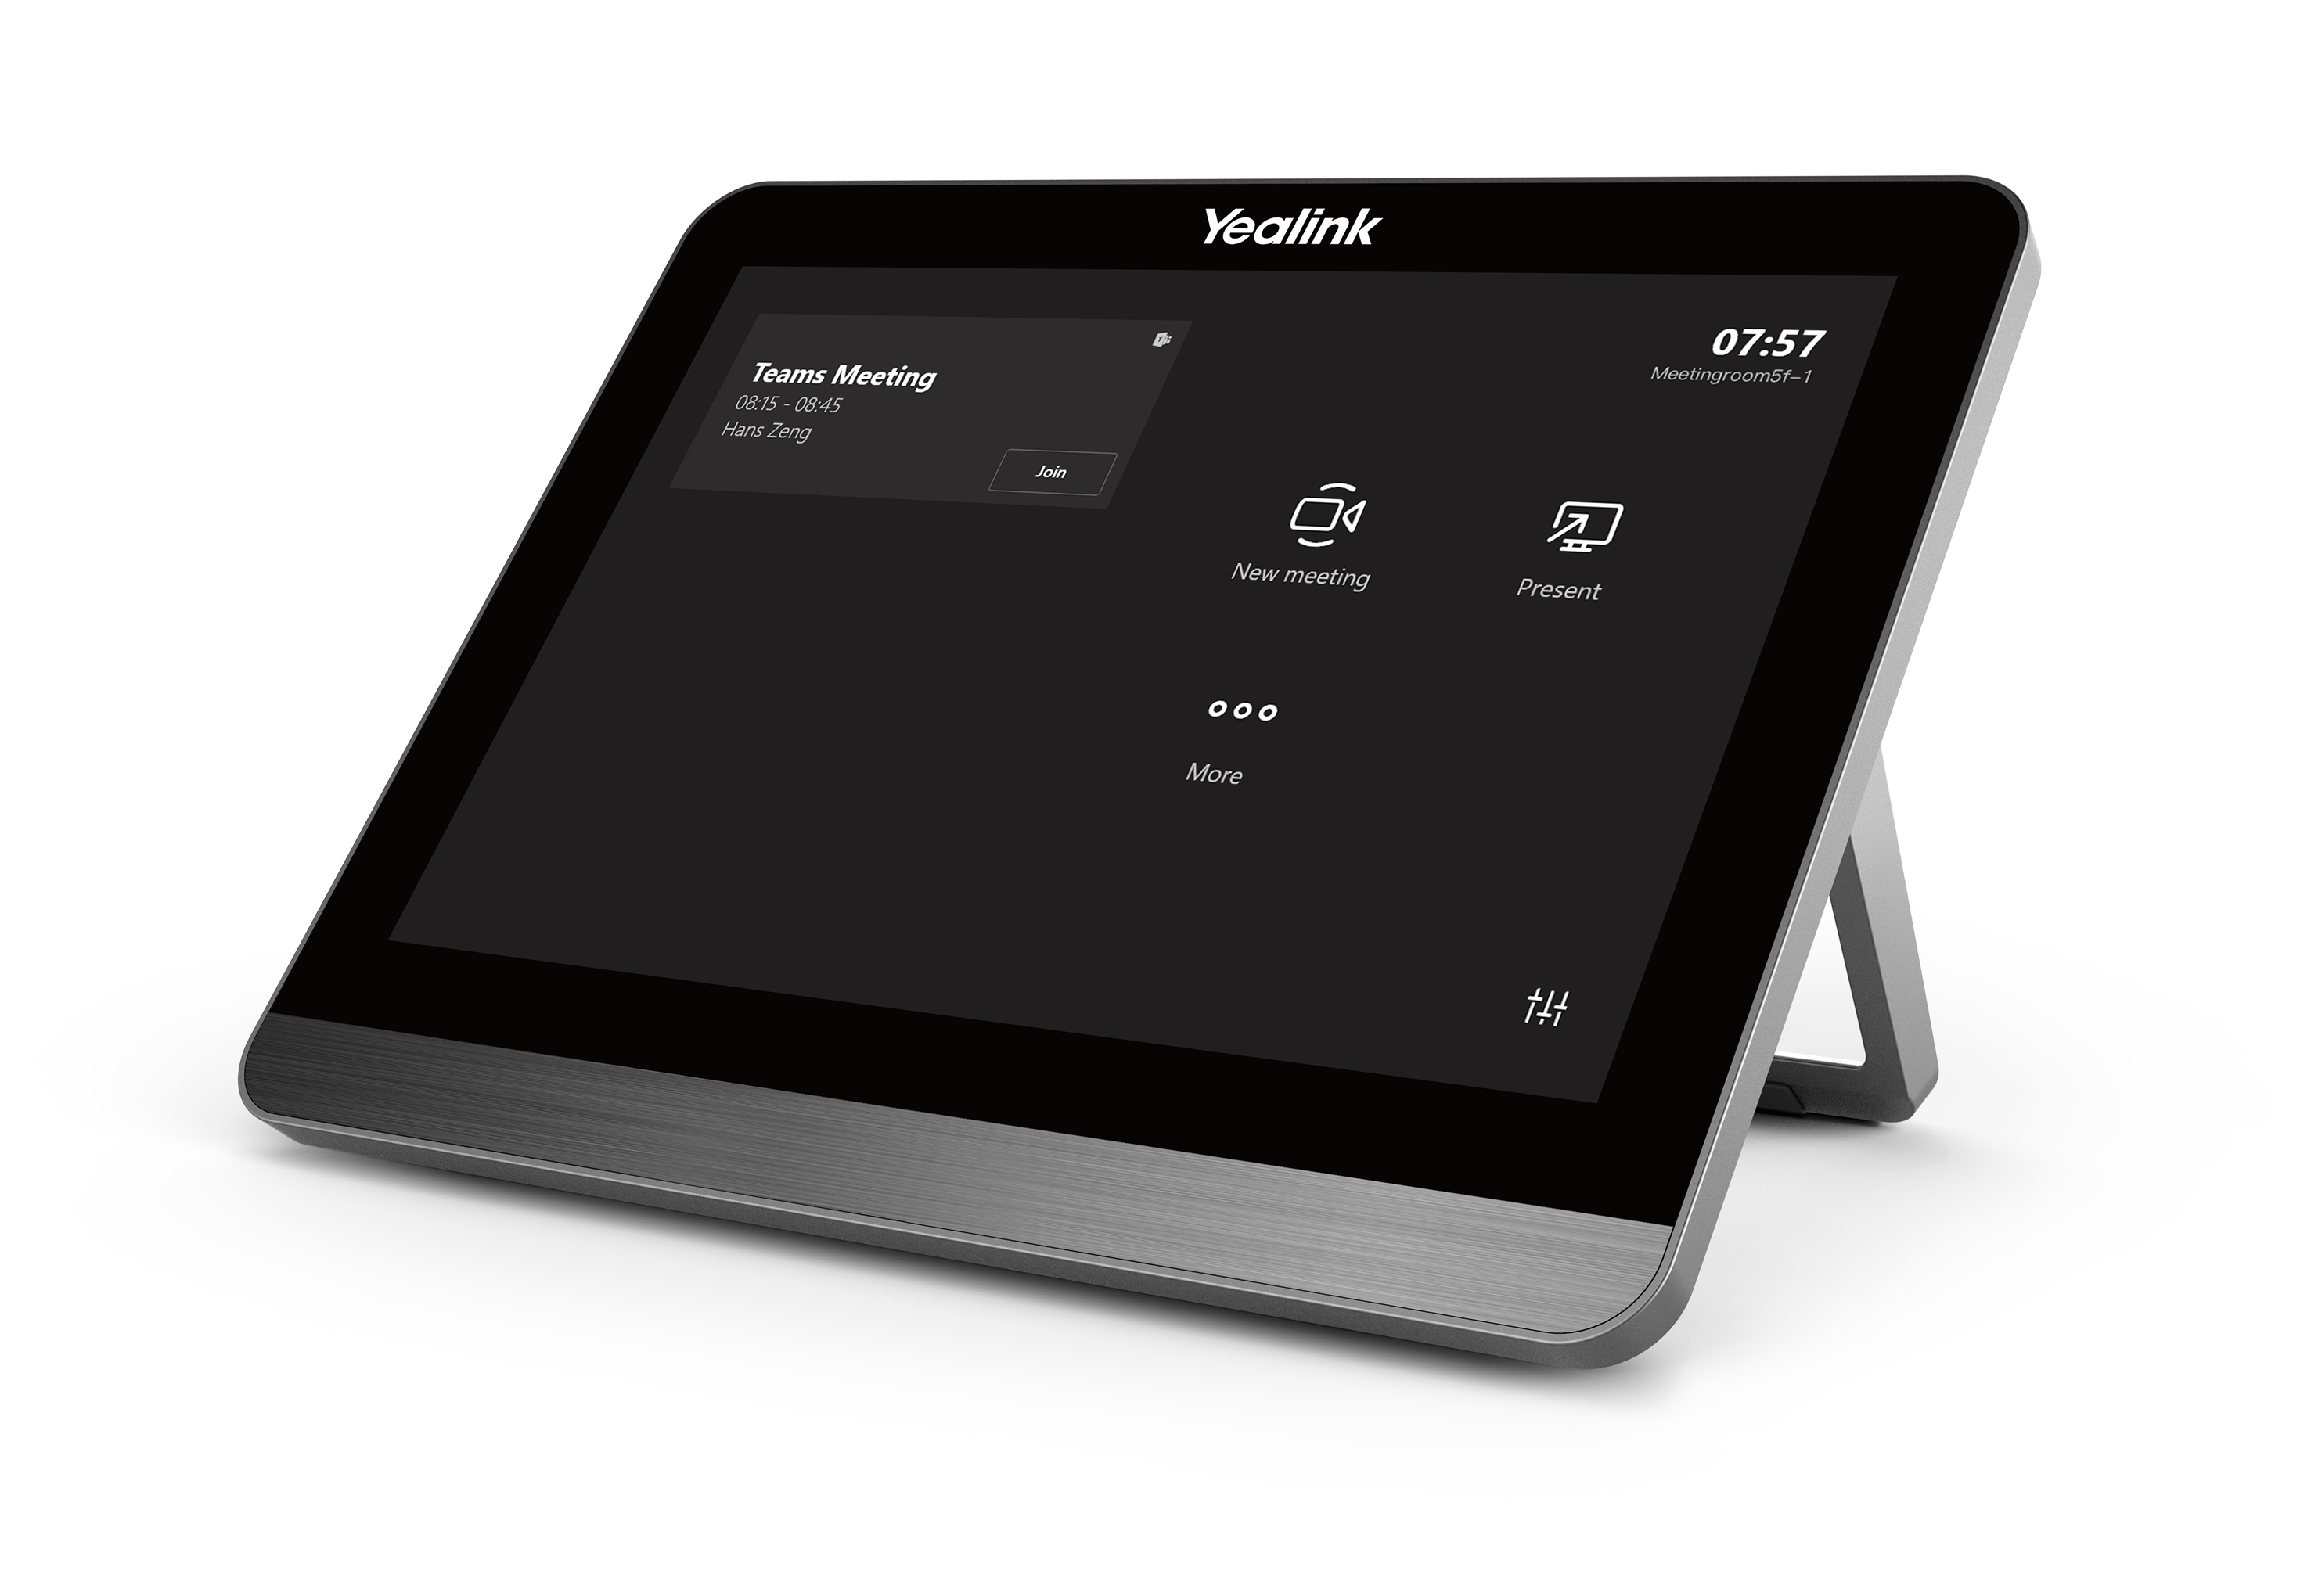 Yealink
07:57
Meetingroom5f-1
Teams Meeting
08:15 - 08:45
Hans Zeng
Join
New meeting
Present
More